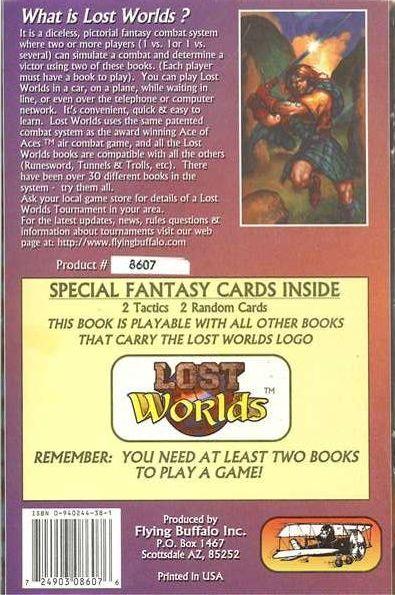 What is Lost Worlds ?
It is a diceless, pictorial fantasy combat system
where two or more players (1 vs. 1or 1 vs.
several) can simulate a combat and determine a
victor using two of these books. (Each player
must have a book to play). You can play Lost
Worlds in a car, on a plane, while waiting in
line, or even over the telephone or computer
network. It's convenient, quick & easy to
learn. Lost Worlds uses the same patented
combat system as the award winning Ace of
Aces ™ air combat game, and all the Lost
Worlds books are compatible with all the others
(Runesword, Tunnels & Trolls, etc). There
have been over 30 different books in the
system - try them all.
Ask your local game store for details of a Lost
Worlds Tournament in your area.
For the latest updates, news, rules questions &
information about tournaments visit our web
page at: http://www.flyingbuffalo.com
Product # 8607
SPECIAL FANTASY CARDS INSIDE
2 Tactics 2 Random Cards
THIS BOOK IS PLAYABLE WITH ALL OTHER BOOKS
THAT CARRY THE LOST WORLDS LOGO
LOST
WORLDS ™
REMEMBER: YOU NEED AT LEAST TWO BOOKS
TO PLAY A GAME!
ISBN 0-940244-38-1
7 24903 08607 6
Produced by
Flying Buffalo Inc.
P.O. Box 1467
Scottsdale AZ, 85252
Printed in USA